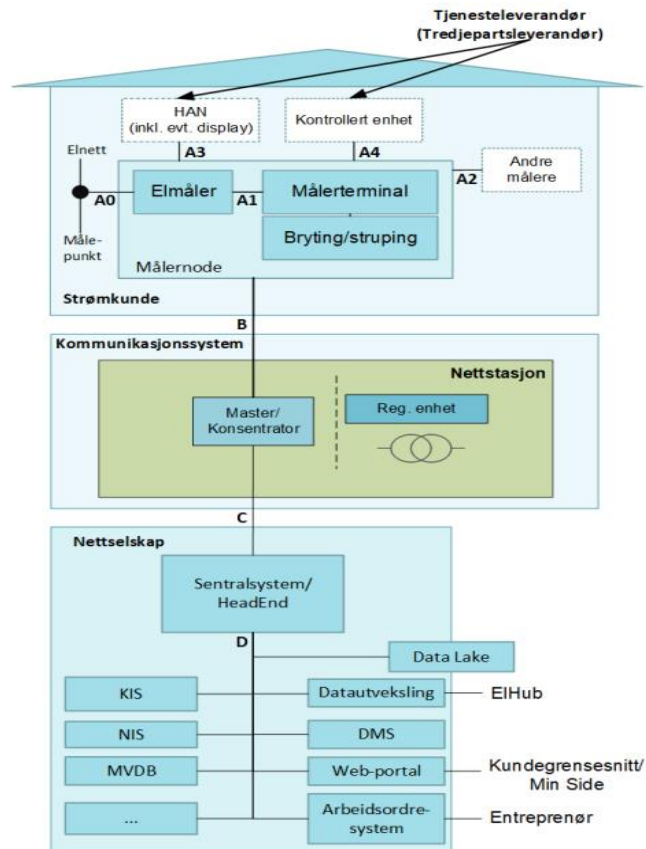 Tjenesteleverandør
(Tredjepartsleverandør)
HAN
(inkl. evt. display)
Kontrollert enhet
Elnett
A3
A4
A2
Andre
målere
A0
Elmåler
A1
Målerterminal
Måle-
punkt
Bryting/struping
Målernode
Strømkunde
B
Kommunikasjonssystem
Nettstasjon
Master/
Konsentrator
Reg. enhet
C
Nettselskap
Sentralsystem/
HeadEnd
D
Data Lake
KIS
Datautveksling
ElHub
NIS
DMS
MVDB
Web-portal
Kundegrensesnitt/
Min Side
...
Arbeidsordre-
system
Entreprenør